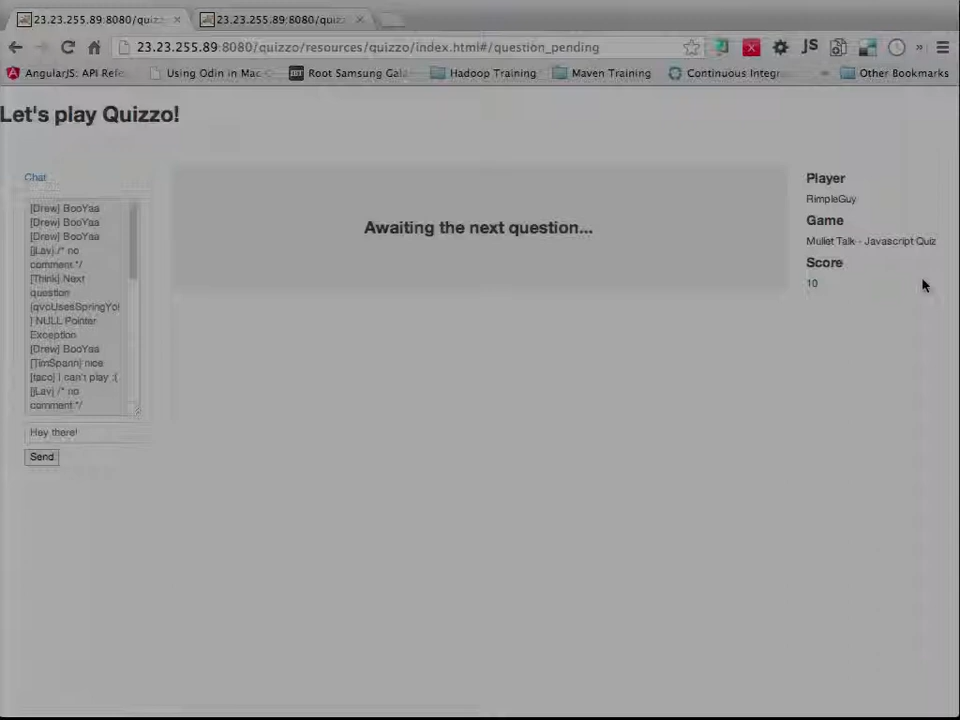 23.23.255.89:8080/quizz
23.23.255.89:8080/quizz
23.23.255.89:8080/quizzo/resources/quizzo/index.html#/question_pending
JS
»
AngularJS: API Refe
Using Odin in Mac
Root Samsung Gala
Hadoop Training
Maven Training
Continuous Integr
»
Other Bookmarks
Let's play Quizzo!
Chat
[Drew] BooYaa
[Drew] BooYaa
[Drew] BooYaa
[jLav] /* no
comment */
[Think] Next
question
[qvcUsesSpringYo!
] NULL Pointer
Exception
[Drew] BooYaa
[TimSpann] nice
[taco] I can't play :(
[jLav] /* no
comment */
Hey there!
Send
Awaiting the next question...
Player
RimpleGuy
Game
Mullet Talk - Javascript Quiz
Score
10